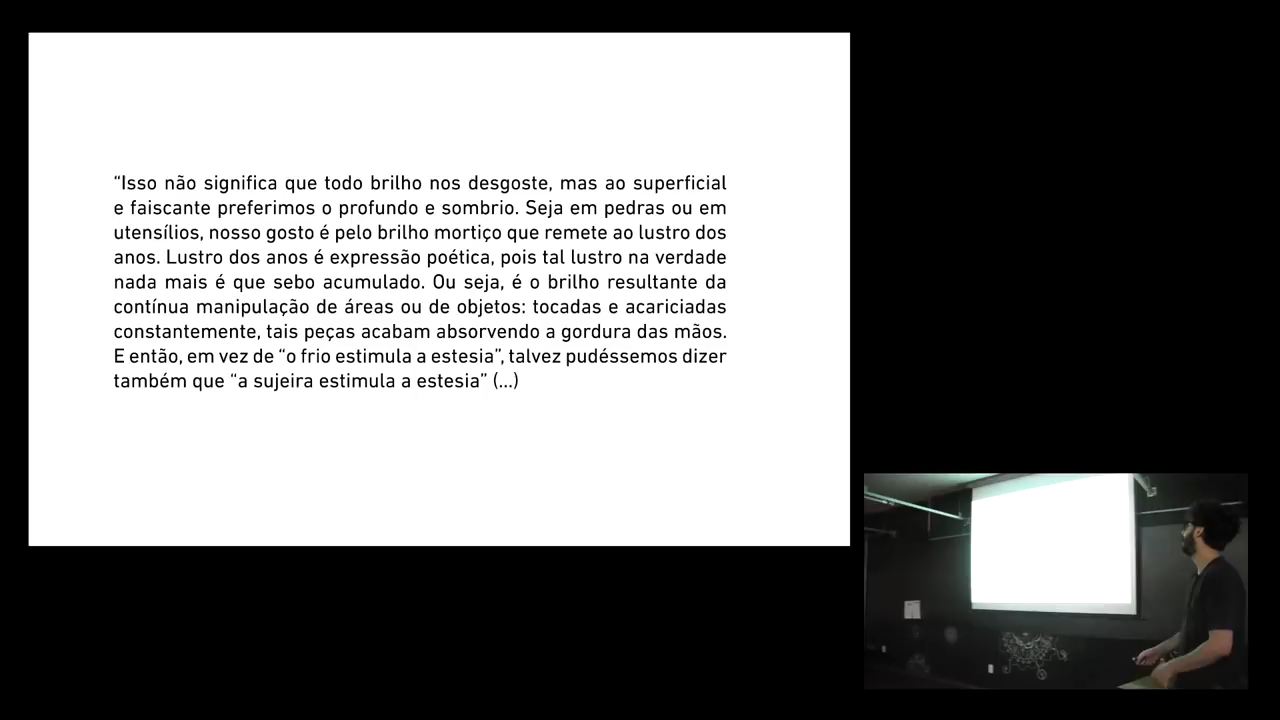 “Isso não significa que todo brilho nos desgoste, mas ao superficial
e faiscante preferimos o profundo e sombrio. Seja em pedras ou em
utensílios, nosso gosto é pelo brilho mortiço que remete ao lustro dos
anos. Lustro dos anos é expressão poética, pois tal lustro na verdade
nada mais é que sebo acumulado. Ou seja, é o brilho resultante da
contínua manipulação de áreas ou de objetos: tocadas e acariciadas
constantemente, tais peças acabam absorvendo a gordura das mãos.
E então, em vez de “o frio estimula a estesia”, talvez pudéssemos dizer
também que “a sujeira estimula a estesia” (...)